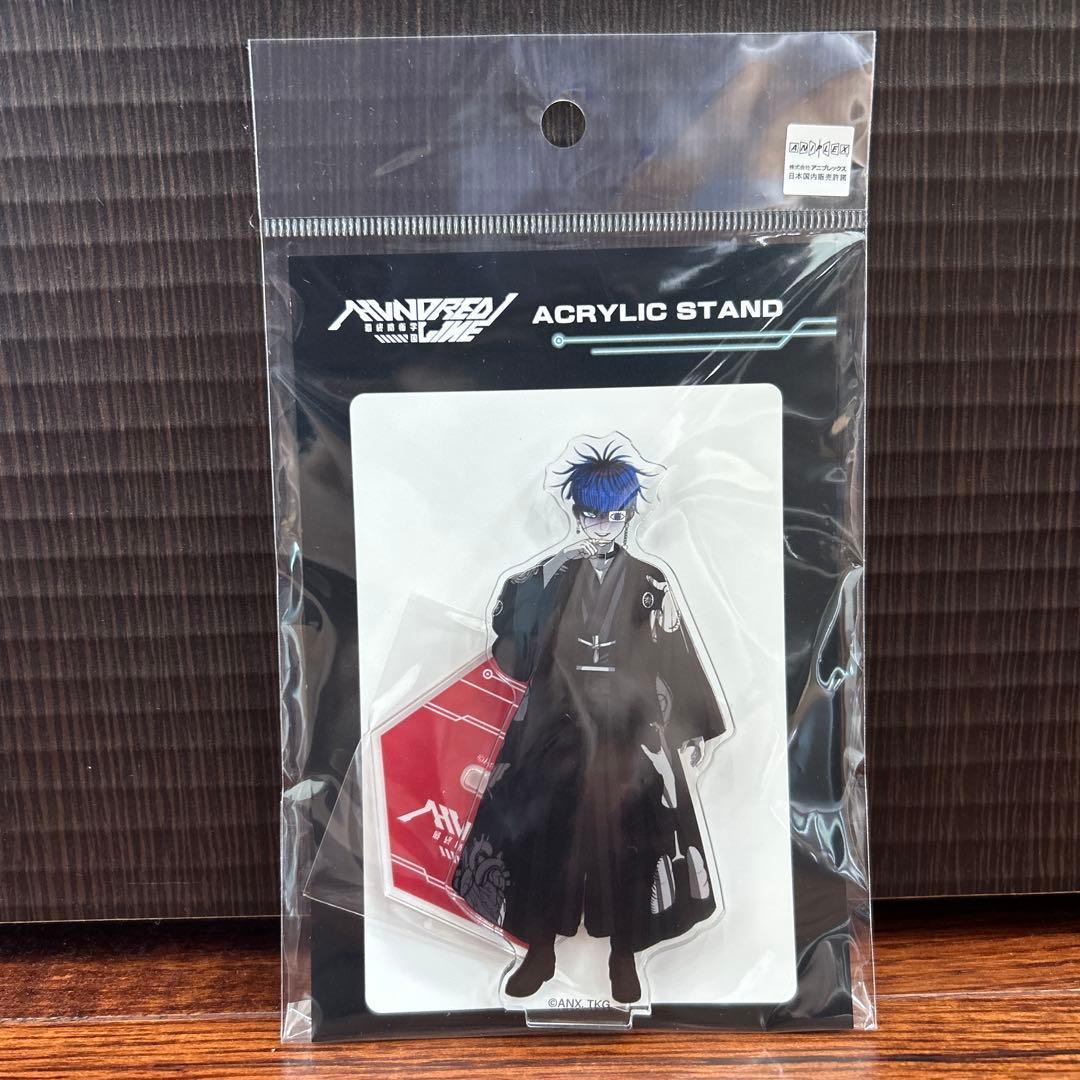 ANIPLEX
株式会社 アニプレックス
日本国内販売許諾
HUNDRED LINE
最終防衛学園
ACRYLIC STAND
©ANX, TKG